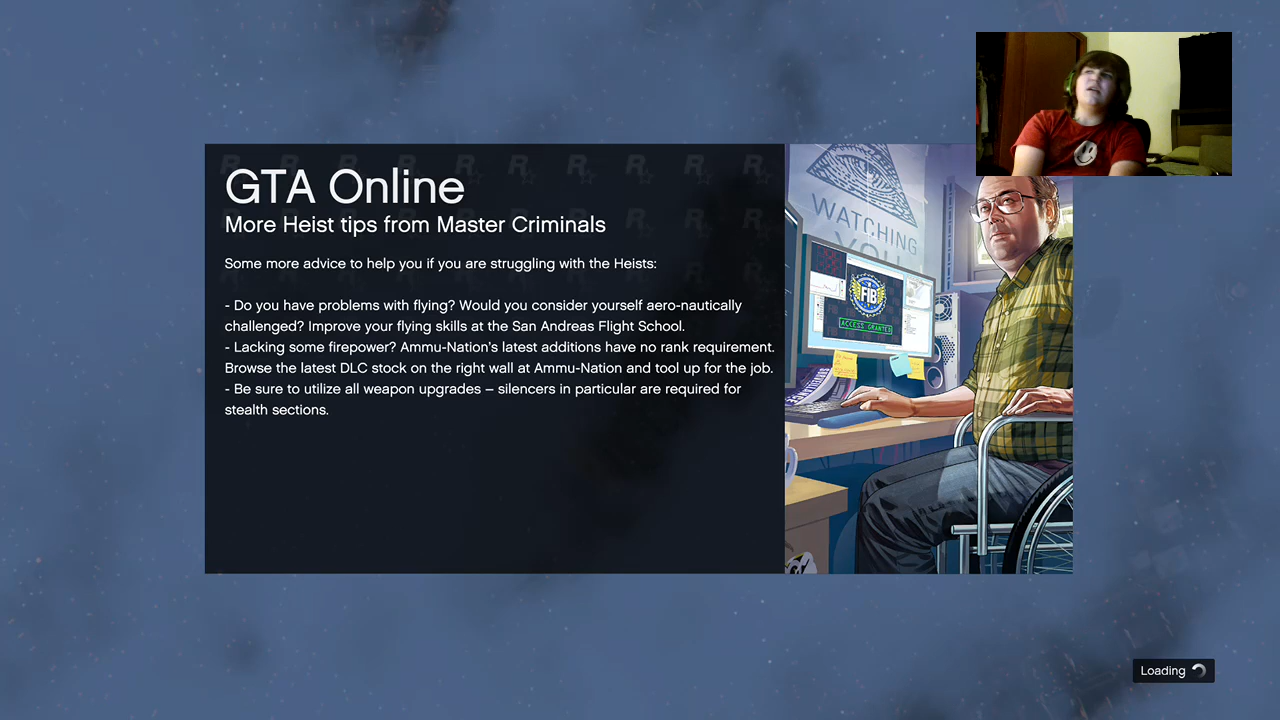 GTA Online
More Heist tips from Master Criminals
Some more advice to help you if you are struggling with the Heists:
- Do you have problems with flying? Would you consider yourself aero-nautically
challenged? Improve your flying skills at the San Andreas Flight School.
- Lacking some firepower? Ammu-Nation's latest additions have no rank requirement.
Browse the latest DLC stock on the right wall at Ammu-Nation and tool up for the job.
- Be sure to utilize all weapon upgrades – silencers in particular are required for
stealth sections.
WATCHING
YOU
FIB
ACCESS GRANTED
Loading